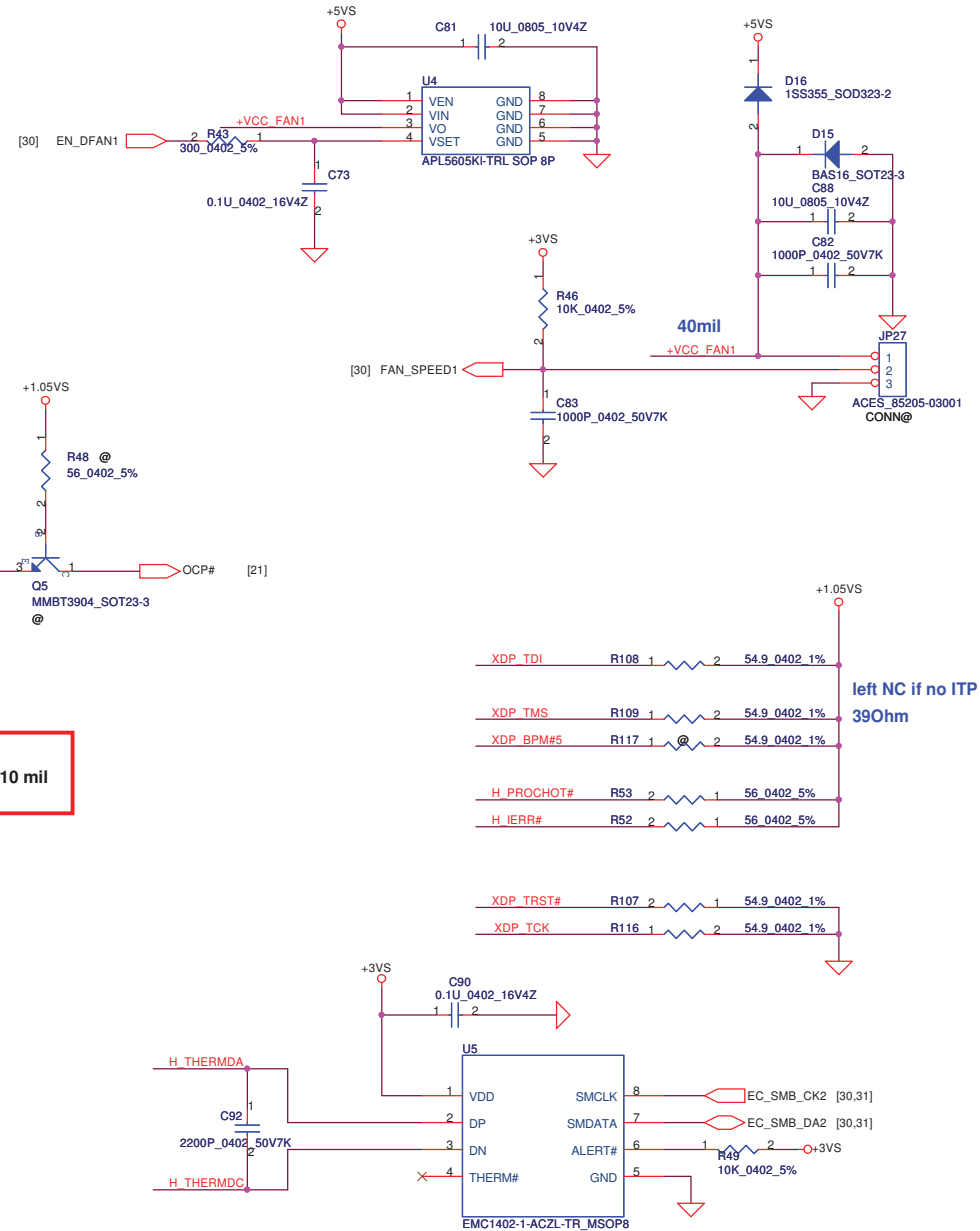 +5VS
C81 10U_0805_10V4Z
1 2
U4
1 VEN GND 8
2 VIN GND 7
3 VO GND 6
4 VSET GND 5
APL5605KI-TRL SOP 8P
+VCC_FAN1
[30] EN_DFAN1
2 R43 1
300_0402_5%
1
C73
0.1U_0402_16V4Z
2
+5VS
1
D16
1SS355_SOD323-2
2
D15
1 2
BAS16_SOT23-3
C88
10U_0805_10V4Z
1 2
C82
1000P_0402_50V7K
1 2
+3VS
1
R46
10K_0402_5%
2
40mil
+VCC_FAN1
[30] FAN_SPEED1
1
C83
1000P_0402_50V7K
2
JP27
1
2
3
ACES_85205-03001
CONN@
+1.05VS
1
R48 @
56_0402_5%
2
2
B
3 E C 1
OCP# [21]
Q5
MMBT3904_SOT23-3
@
10 mil
+1.05VS
XDP_TDI R108 1 2 54.9_0402_1%
left NC if no ITP
39Ohm
XDP_TMS R109 1 2 54.9_0402_1%
XDP_BPM#5 R117 1 @ 2 54.9_0402_1%
H_PROCHOT# R53 2 1 56_0402_5%
H_IERR# R52 2 1 56_0402_5%
XDP_TRST# R107 2 1 54.9_0402_1%
XDP_TCK R116 1 2 54.9_0402_1%
+3VS
C90
0.1U_0402_16V4Z
1 2
U5
H_THERMDA
1
C92
2200P_0402_50V7K
2
H_THERMDC
1 VDD SMCLK 8
2 DP SMDATA 7
3 DN ALERT# 6
4 THERM# GND 5
EMC1402-1-ACZL-TR_MSOP8
EC_SMB_CK2 [30,31]
EC_SMB_DA2 [30,31]
1 2 +3VS
R49
10K_0402_5%